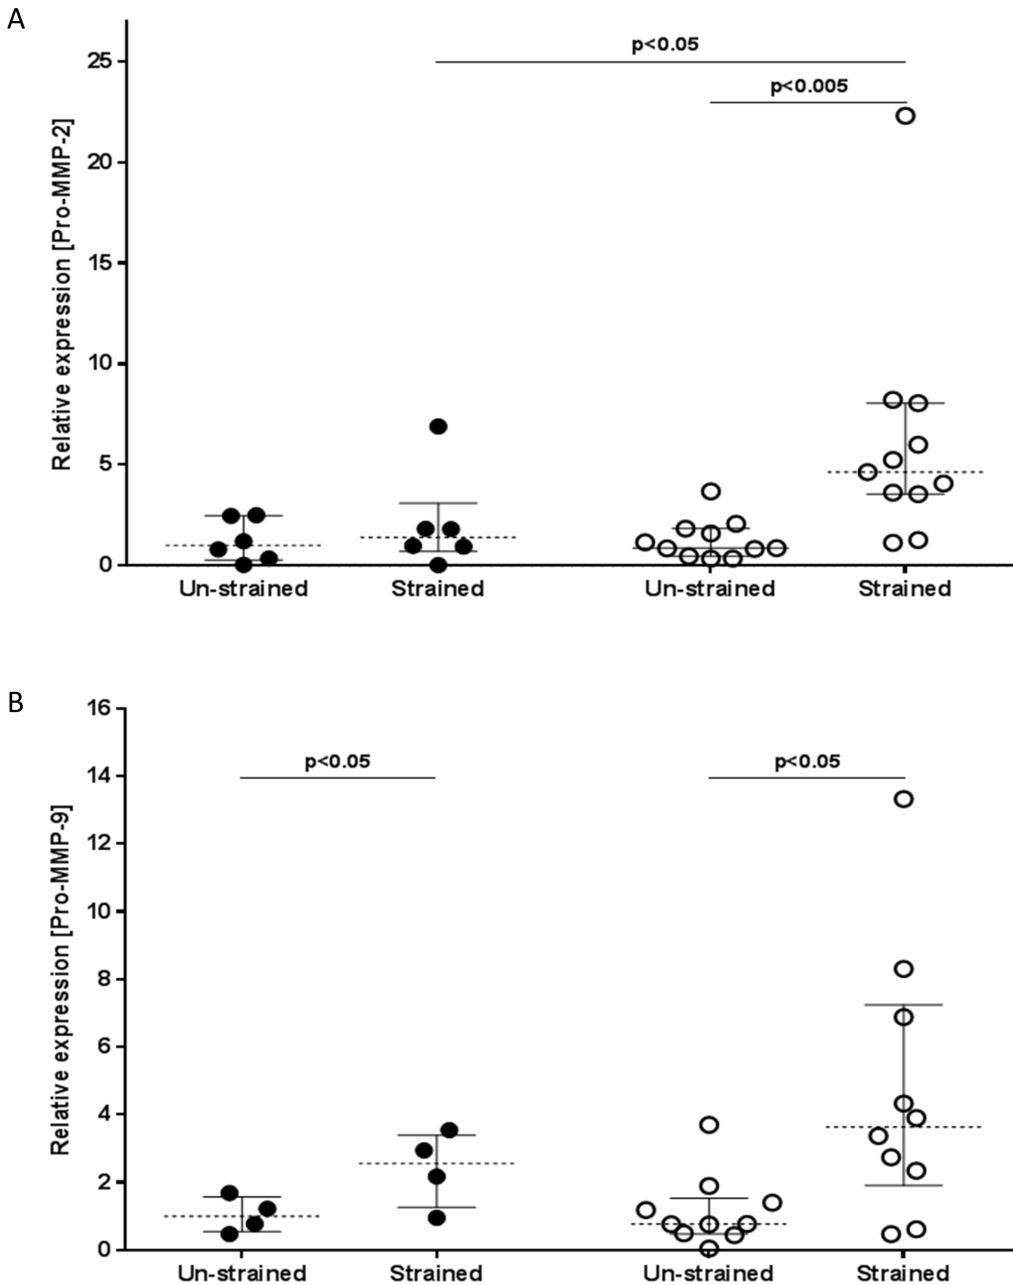 A
Relative expression [Pro-MMP-2]
25
20
15
10
5
0
p<0.05
p<0.005
Un-strained Strained Un-strained Strained
B
Relative expression [Pro-MMP-9]
16
14
12
10
8
6
4
2
0
p<0.05 p<0.05
Un-strained Strained Un-strained Strained